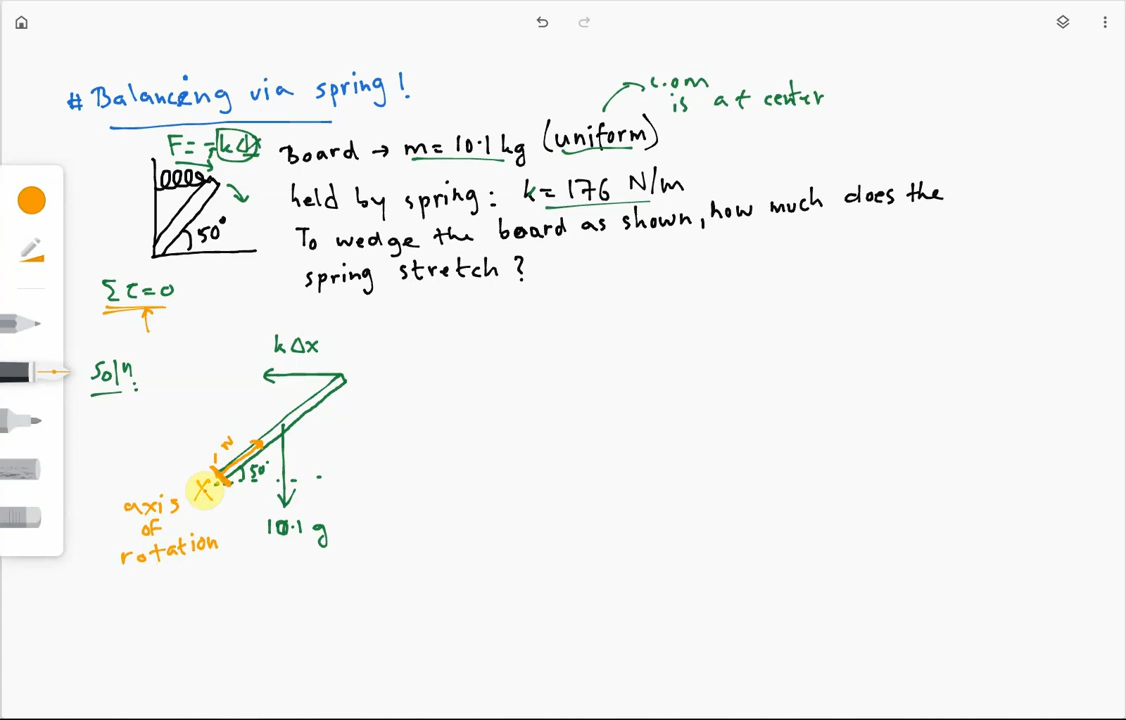 # Balancing via spring!
c.om
is at center
F = -kΔx
Board → m = 10.1 kg (uniform)
held by spring: k = 176 N/m
50°
To wedge the board as shown, how much does the
spring stretch?
Στ=0
kΔx
Soln:
N
50°
X
axis
of
rotation
10.1 g